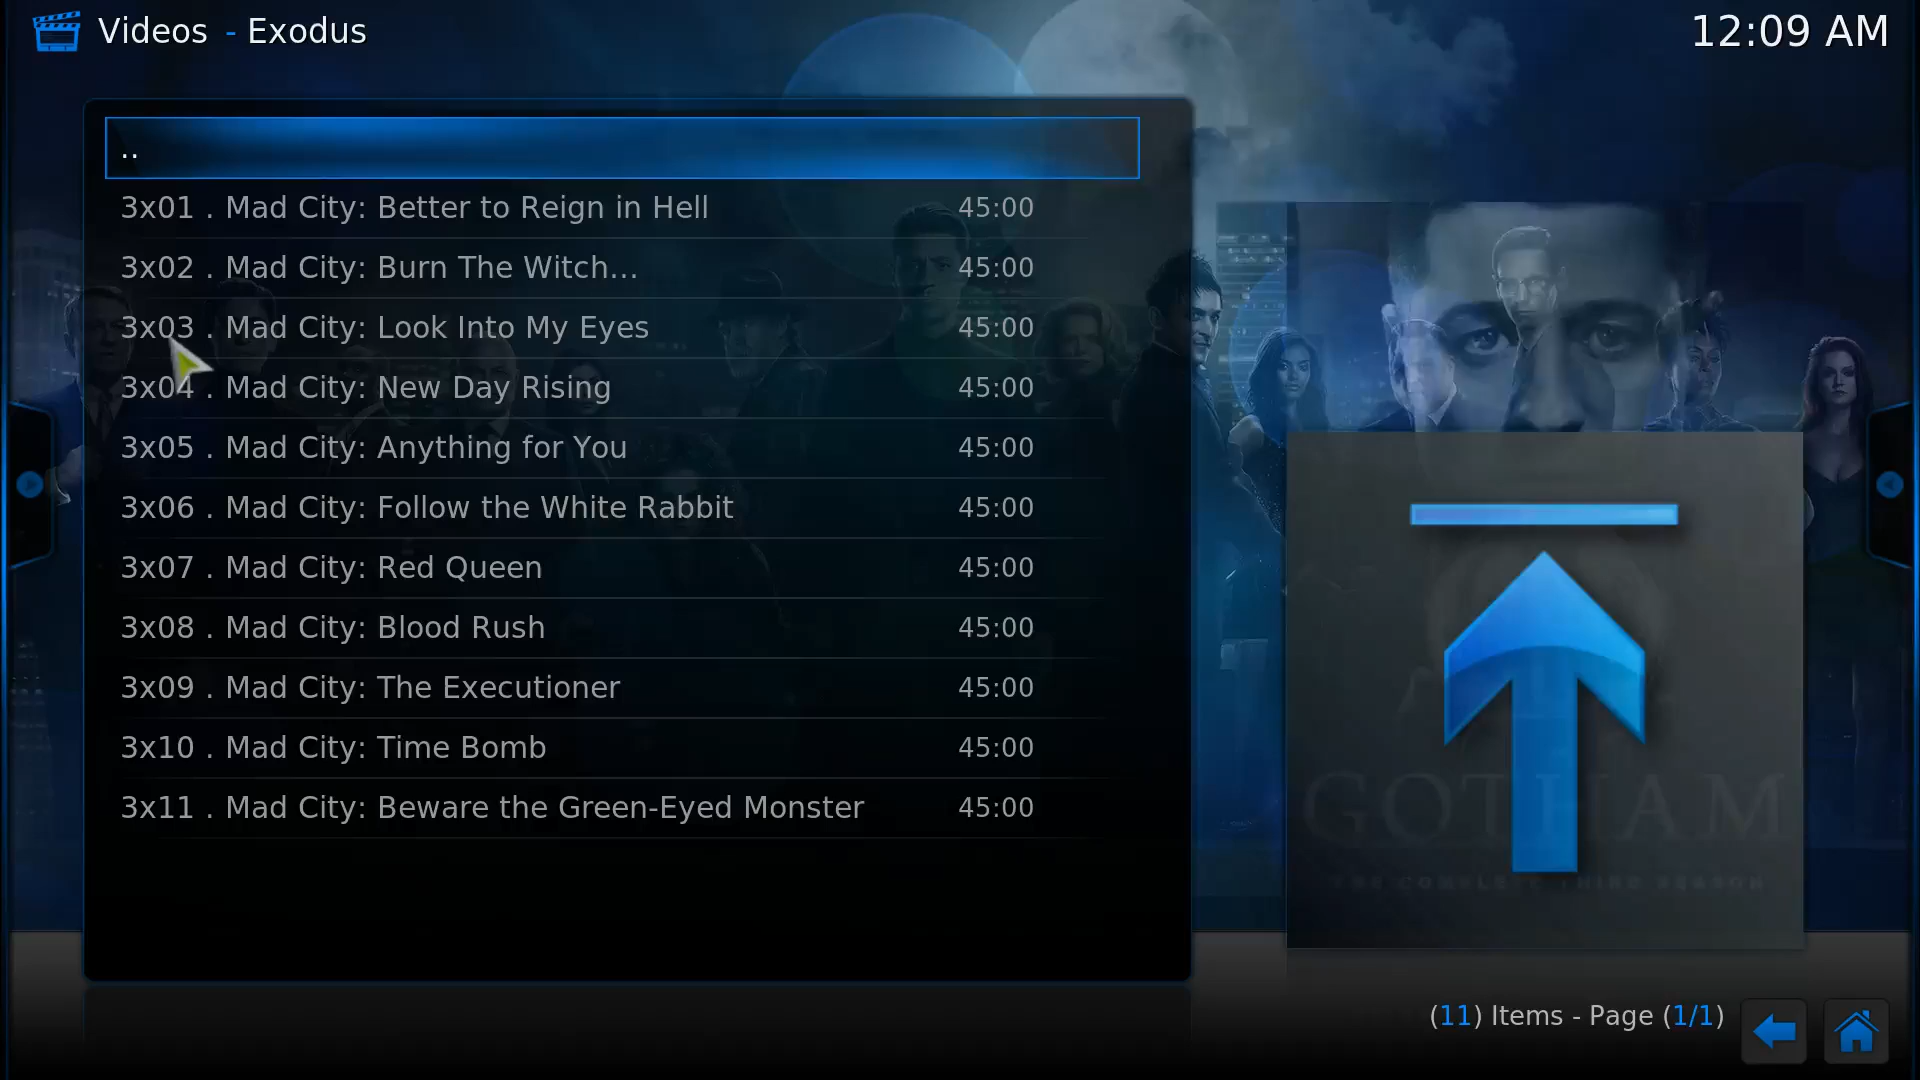 Videos - Exodus
12:09 AM
..
3x01 . Mad City: Better to Reign in Hell 45:00
3x02 . Mad City: Burn The Witch... 45:00
3x03 . Mad City: Look Into My Eyes 45:00
3x04 . Mad City: New Day Rising 45:00
3x05 . Mad City: Anything for You 45:00
3x06 . Mad City: Follow the White Rabbit 45:00
3x07 . Mad City: Red Queen 45:00
3x08 . Mad City: Blood Rush 45:00
3x09 . Mad City: The Executioner 45:00
3x10 . Mad City: Time Bomb 45:00
3x11 . Mad City: Beware the Green-Eyed Monster 45:00
GOTHAM
THE COMPLETE THIRD SEASON
(11) Items - Page (1/1)